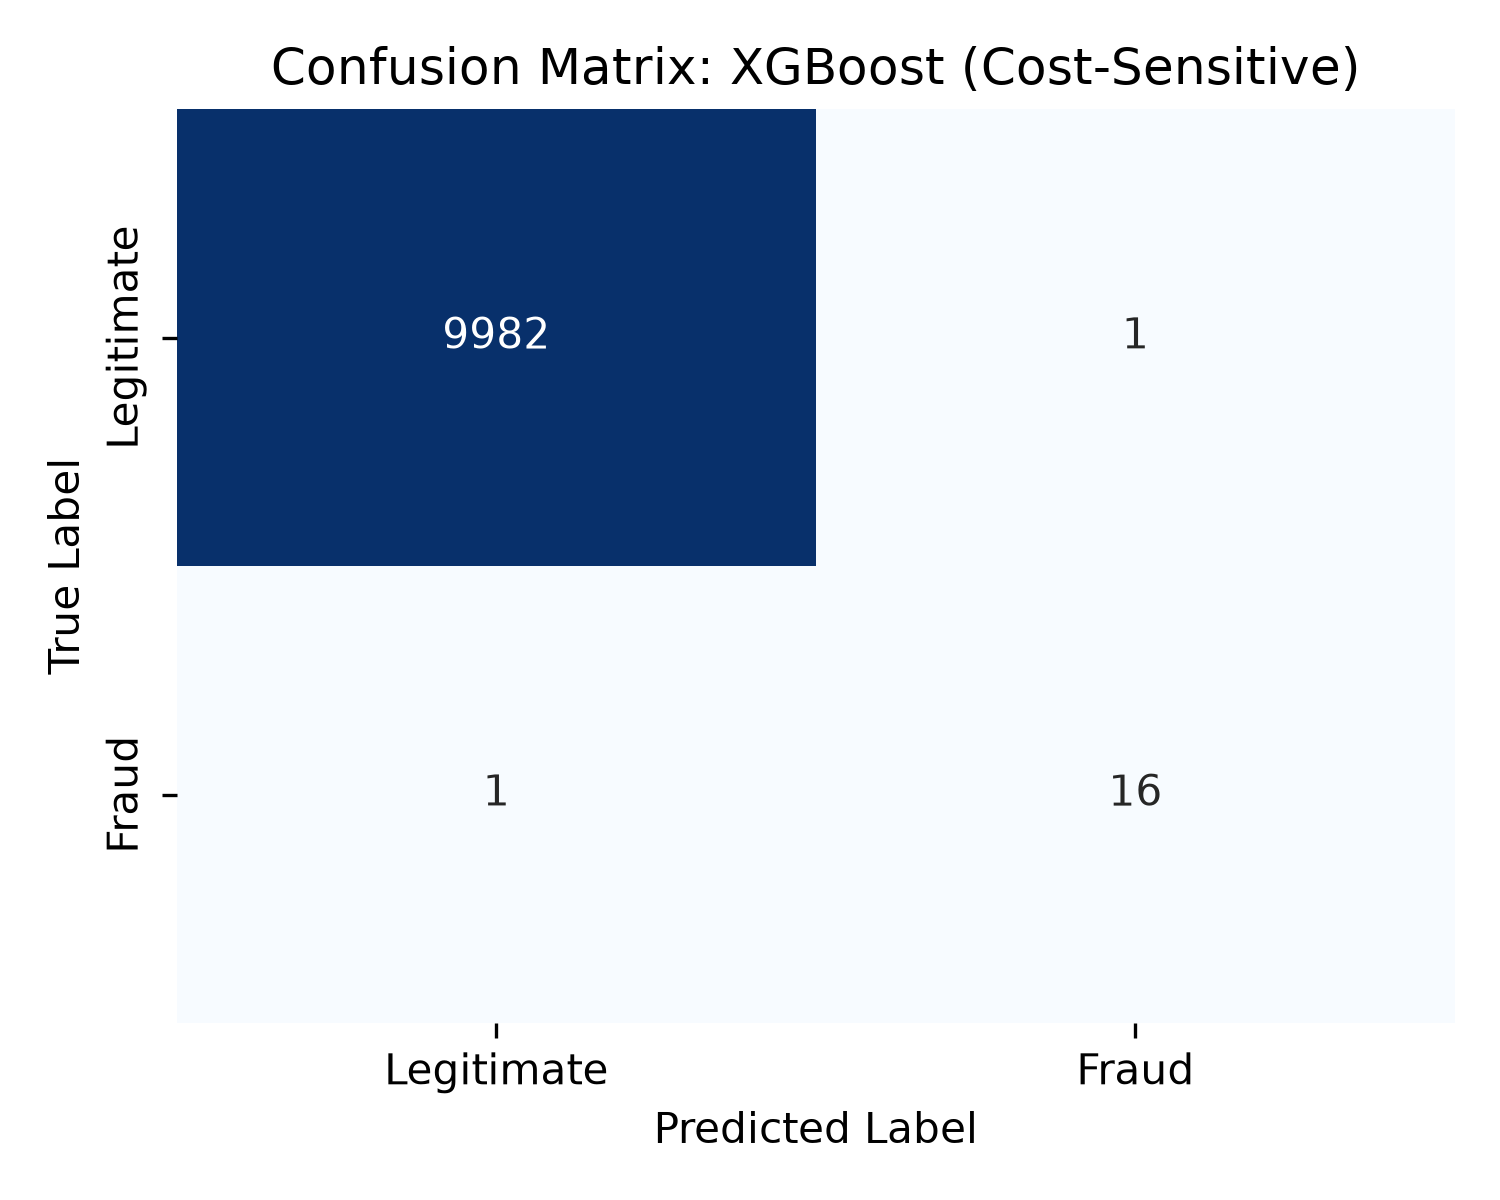 Confusion Matrix: XGBoost (Cost-Sensitive)
True Label
Legitimate
9982
1
Fraud
1
16
Legitimate
Fraud
Predicted Label